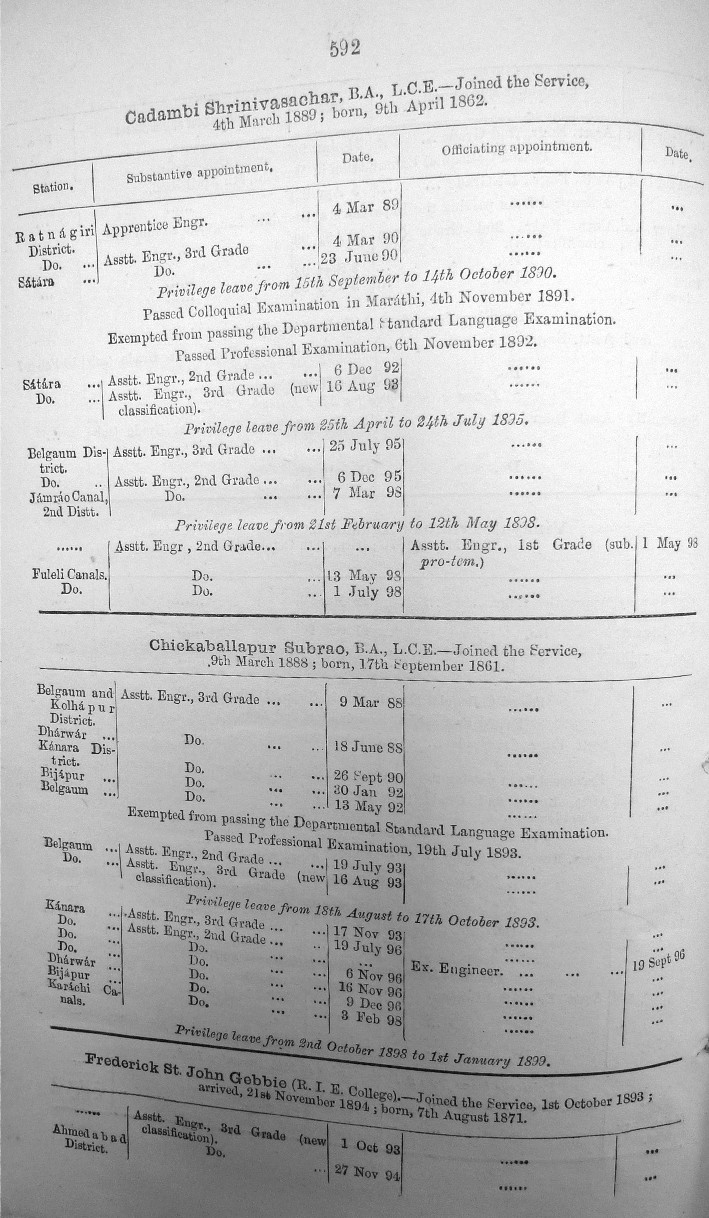 592
Cadambi Shrinivasachar, B.A., L.C.E.—Joined the Service,
4th March 1889; born, 9th April 1862.
Station. Substantive appointment. Date. Officiating appointment. Date.
Ratnágiri District. Apprentice Engr. ... ... 4 Mar 89 ...... ...
Do. ... Asstt. Engr., 3rd Grade ... 4 Mar 90 ...... ...
Sátára ... Do. ... ... 23 June 90 ...... ...
Privilege leave from 15th September to 14th October 1890.
Passed Colloquial Examination in Maráthi, 4th November 1891.
Exempted from passing the Departmental Standard Language Examination.
Passed Professional Examination, 6th November 1892.
Sátára ... Asstt. Engr., 2nd Grade ... ... 6 Dec 92 ...... ...
Do. ... Asstt. Engr., 3rd Grade (new 16 Aug 93 ...... ...
classification).
Privilege leave from 25th April to 24th July 1895.
Belgaum Dis- Asstt. Engr., 3rd Grade ... ... 25 July 95 ...... ...
trict.
Do. .. Asstt. Engr., 2nd Grade ... ... 6 Dec 95 ...... ...
Jámráo Canal, Do. ... ... 7 Mar 98 ...... ...
2nd Distt.
Privilege leave from 21st February to 12th May 1898.
...... Asstt. Engr , 2nd Grade... ... ... Asstt. Engr., 1st Grade (sub. 1 May 98
pro-tem.)
Fuleli Canals. Do. ... 13 May 98 ...... ...
Do. Do. ... 1 July 98 ...... ...
Chickaballapur Subrao, B.A., L.C.E.—Joined the Service,
9th March 1888; born, 17th September 1861.
Belgaum and Asstt. Engr., 3rd Grade ... ... 9 Mar 88 ...... ...
Kolhápur
District.
Dhárwár ... Do. ... ... 18 June 88 ...... ...
Kánara Dis- Do. ... ... 26 Sept 90 ...... ...
trict.
Bijápur ... Do. ... ... 30 Jan 92 ...... ...
Belgaum ... Do. ... ... 13 May 92 ......
Exempted from passing the Departmental Standard Language Examination.
Passed Professional Examination, 19th July 1893.
Belgaum ... Asstt. Engr., 2nd Grade ... ... 19 July 93 ...... ...
Do. ... Asstt. Engr., 3rd Grade (new 16 Aug 93 ...... ...
classification).
Privilege leave from 18th August to 17th October 1893.
Kánara ... Asstt. Engr., 3rd Grade ... ... 17 Nov 93 ...... ...
Do. ... Asstt. Engr., 2nd Grade ... .. 19 July 96 ...... ...
Do. ... Do. ... ... ... Ex. Engineer. ... ... ... 19 Sept 96
Do. ... Do. ... ... 6 Nov 96 ...... ...
Dhárwár ... Do. ... ... 16 Nov 96 ...... ...
Bijápur ... Do. ... ... 9 Dec 96 ...... ...
Karáchi Ca- Do. ... ... 3 Feb 98 ...... ...
nals.
Privilege leave from 2nd October 1898 to 1st January 1899.
Frederick St. John Gebbie (R. I. E. College).—Joined the Service, 1st October 1893;
arrived, 21st November 1894; born, 7th August 1871.
...... Asstt. Engr., 3rd Grade (new 1 Oct 93 ...... ...
classification).
Ahmedabad Do. ... 27 Nov 94 ...... ...
District.